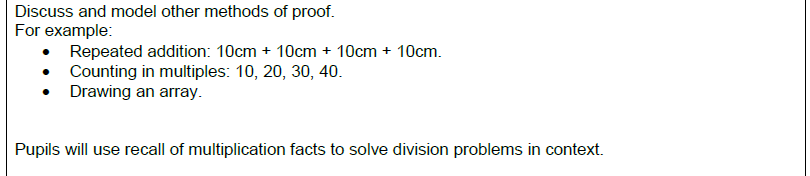 Discuss and model other methods of proof.
For example:
• Repeated addition: 10cm + 10cm + 10cm + 10cm.
• Counting in multiples: 10, 20, 30, 40.
• Drawing an array.
Pupils will use recall of multiplication facts to solve division problems in context.